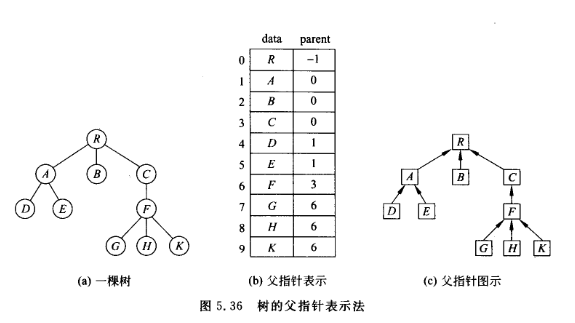 data parent
0 R -1
1 A 0
2 B 0
3 C 0
4 D 1
5 E 1
6 F 3
7 G 6
8 H 6
9 K 6
R
A B C
D E F
G H K
R
A B C
D E F
G H K
(a) 一棵树 (b) 父指针表示 (c) 父指针图示
图 5.36 树的父指针表示法